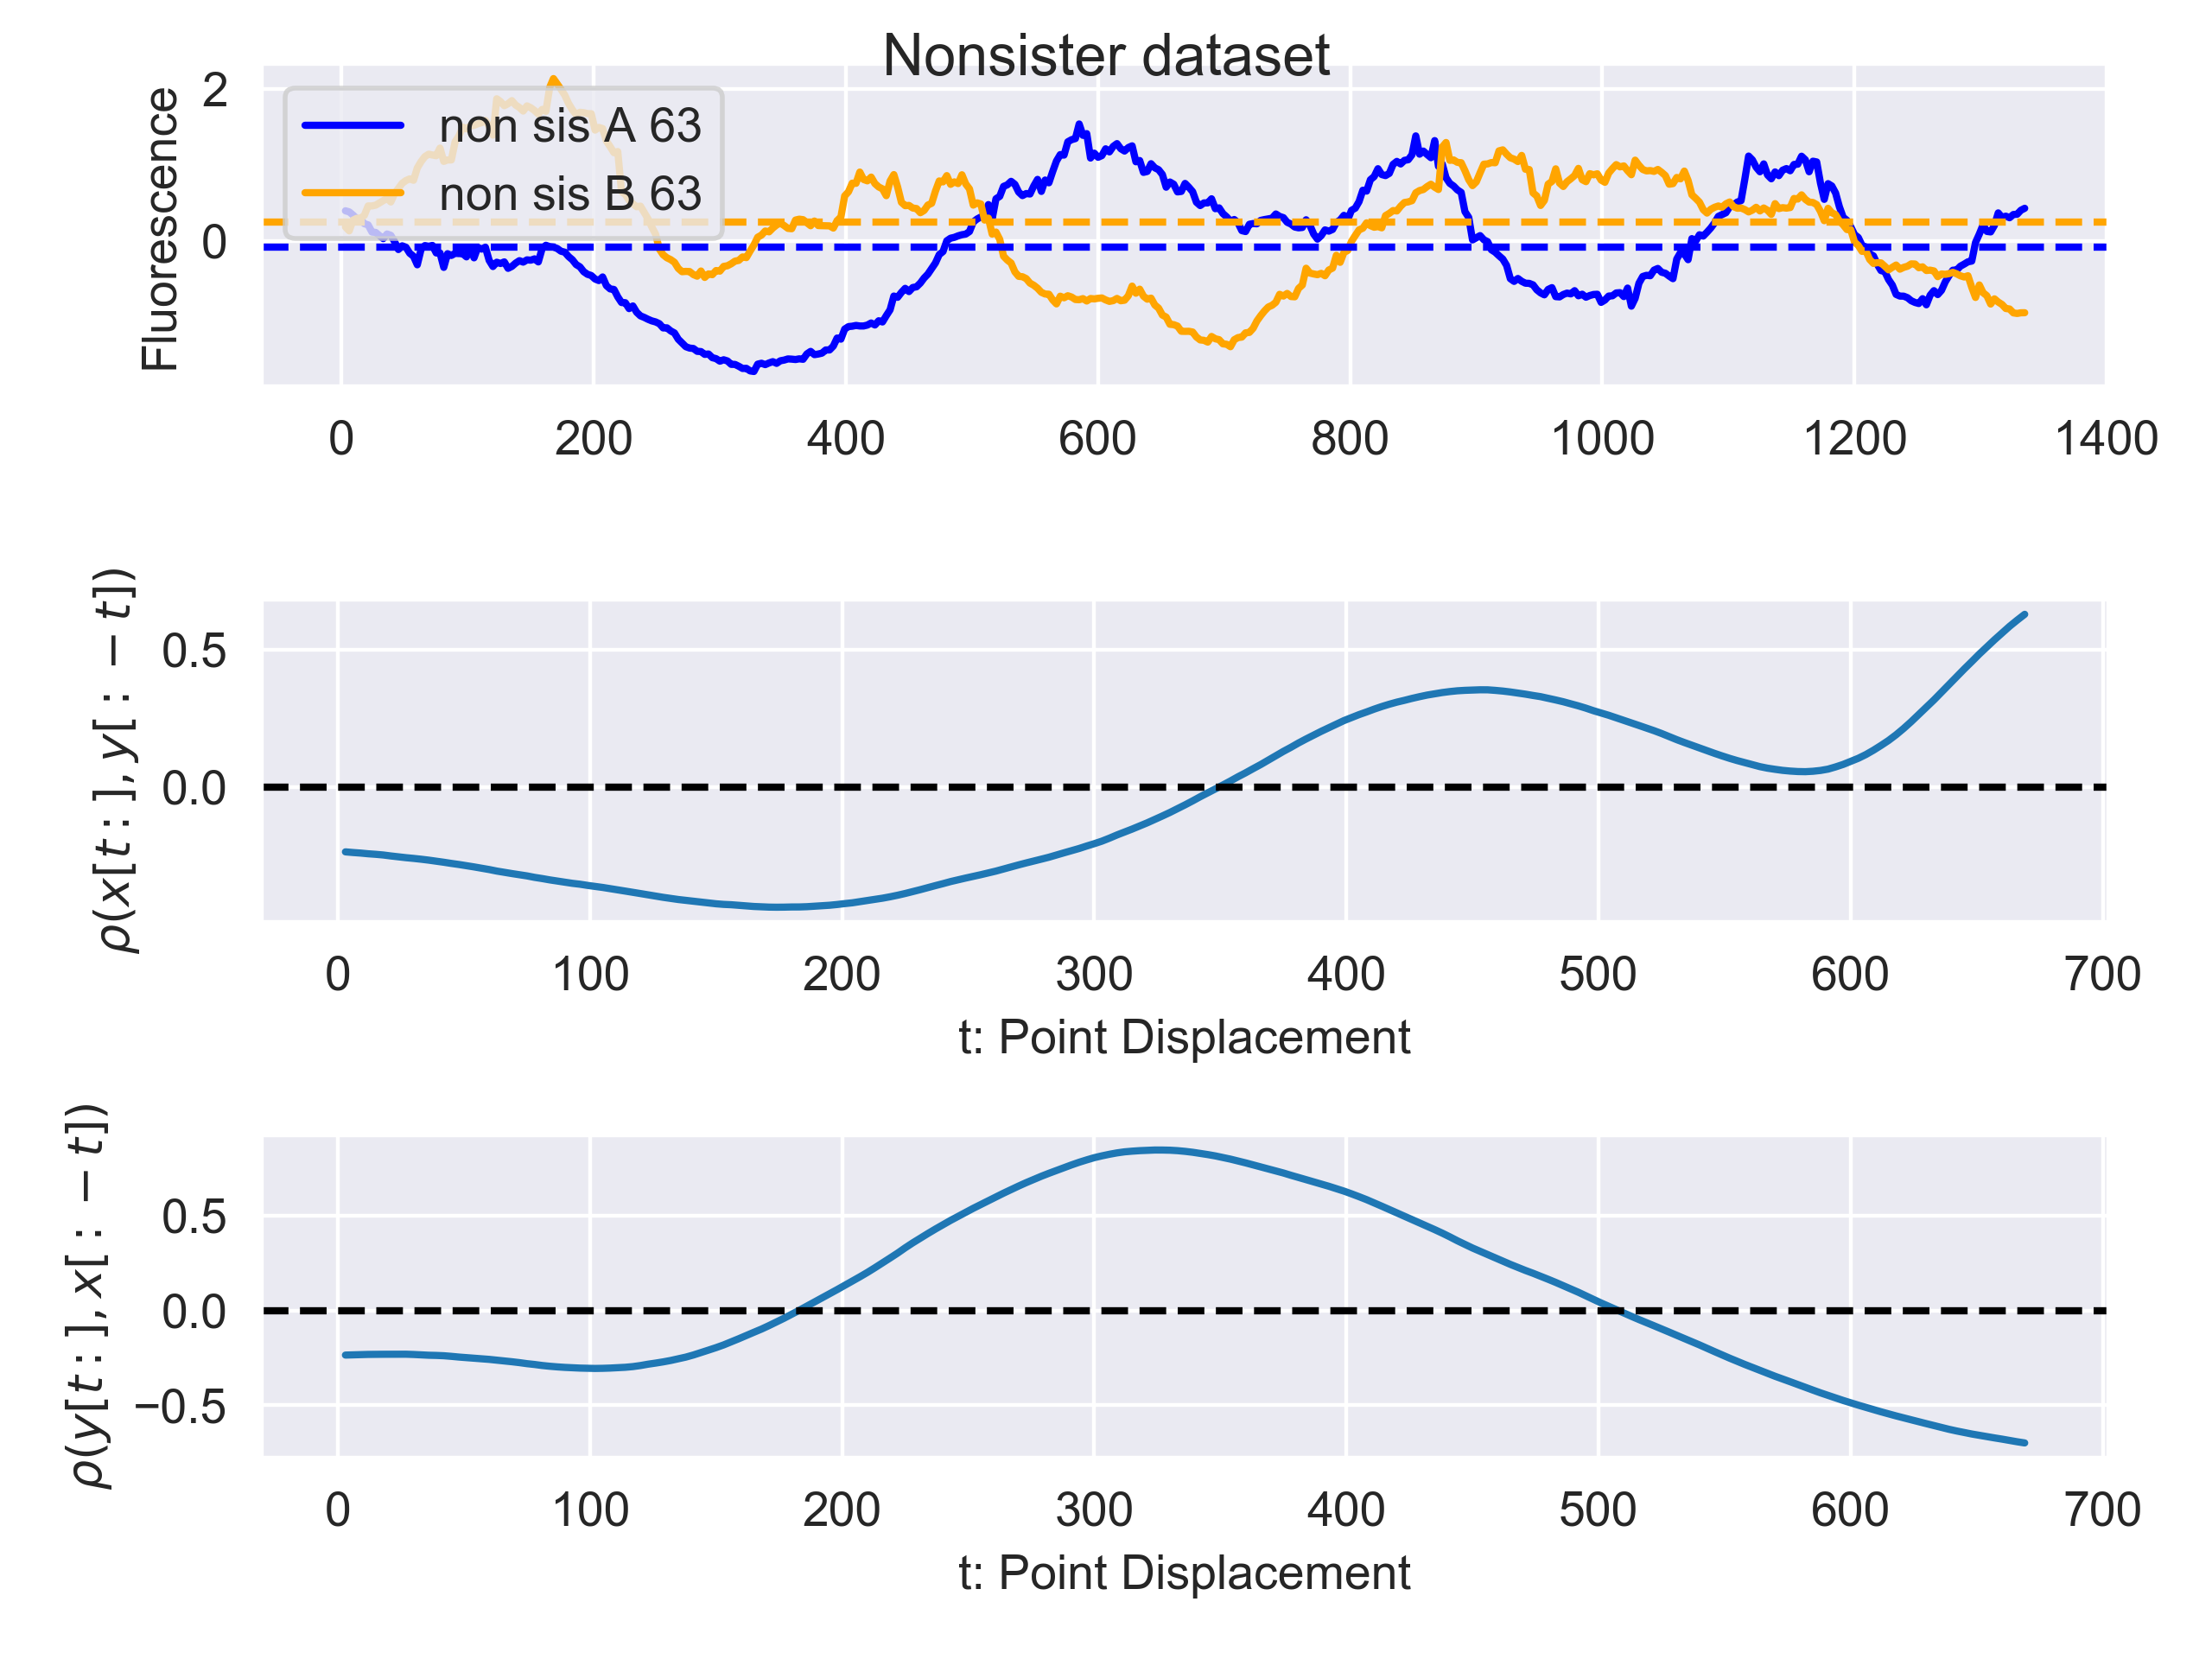 Nonsister dataset
Fluorescence
2
0
non sis A 63
non sis B 63
0 200 400 600 800 1000 1200 1400
ρ(x[t:], y[: − t])
0.5
0.0
0 100 200 300 400 500 600 700
t: Point Displacement
ρ(y[t:], x[: − t])
0.5
0.0
−0.5
0 100 200 300 400 500 600 700
t: Point Displacement